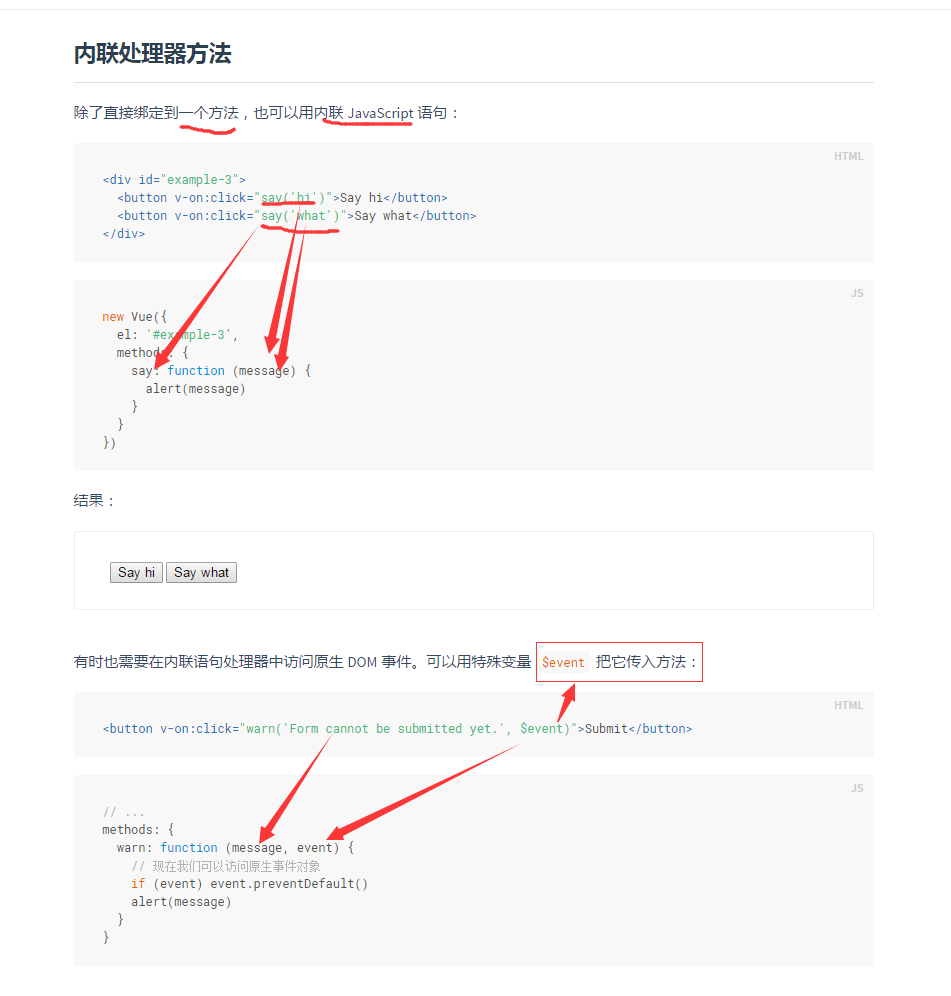 内联处理器方法
除了直接绑定到一个方法，也可以用内联 JavaScript 语句：
HTML
<div id="example-3">
  <button v-on:click="say('hi')">Say hi</button>
  <button v-on:click="say('what')">Say what</button>
</div>
JS
new Vue({
  el: '#example-3',
  methods: {
    say: function (message) {
      alert(message)
    }
  }
})
结果：
Say hi Say what
有时也需要在内联语句处理器中访问原生 DOM 事件。可以用特殊变量 $event 把它传入方法：
HTML
<button v-on:click="warn('Form cannot be submitted yet.', $event)">Submit</button>
JS
// ...
methods: {
  warn: function (message, event) {
    // 现在我们可以访问原生事件对象
    if (event) event.preventDefault()
    alert(message)
  }
}